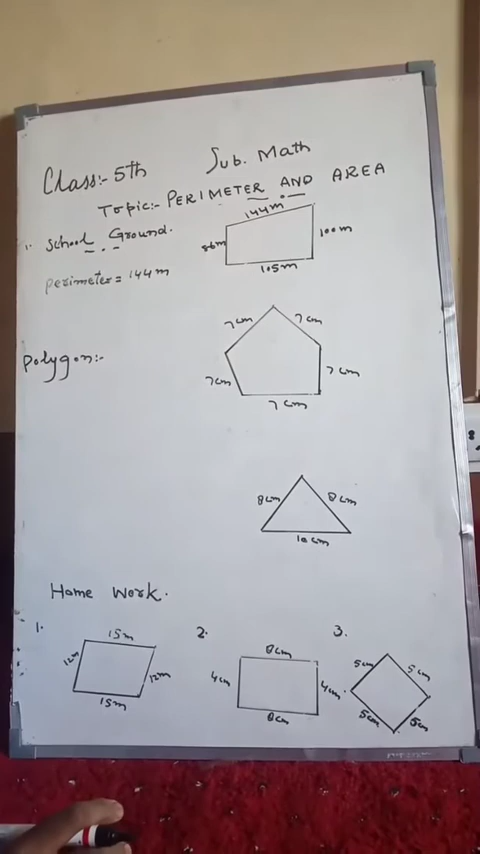 Class:- 5th Sub. Math
Topic:- PERIMETER AND AREA
1. School Ground.
144m
100m
105m
perimeter = 144 m
Polygon:-
7cm 7cm
7cm 7cm
7cm
8cm 8cm
10cm
Home Work.
1. 2. 3.
15m
12m 12m
15m
8cm
4cm 4cm
8cm
5cm 5cm
5cm 5cm